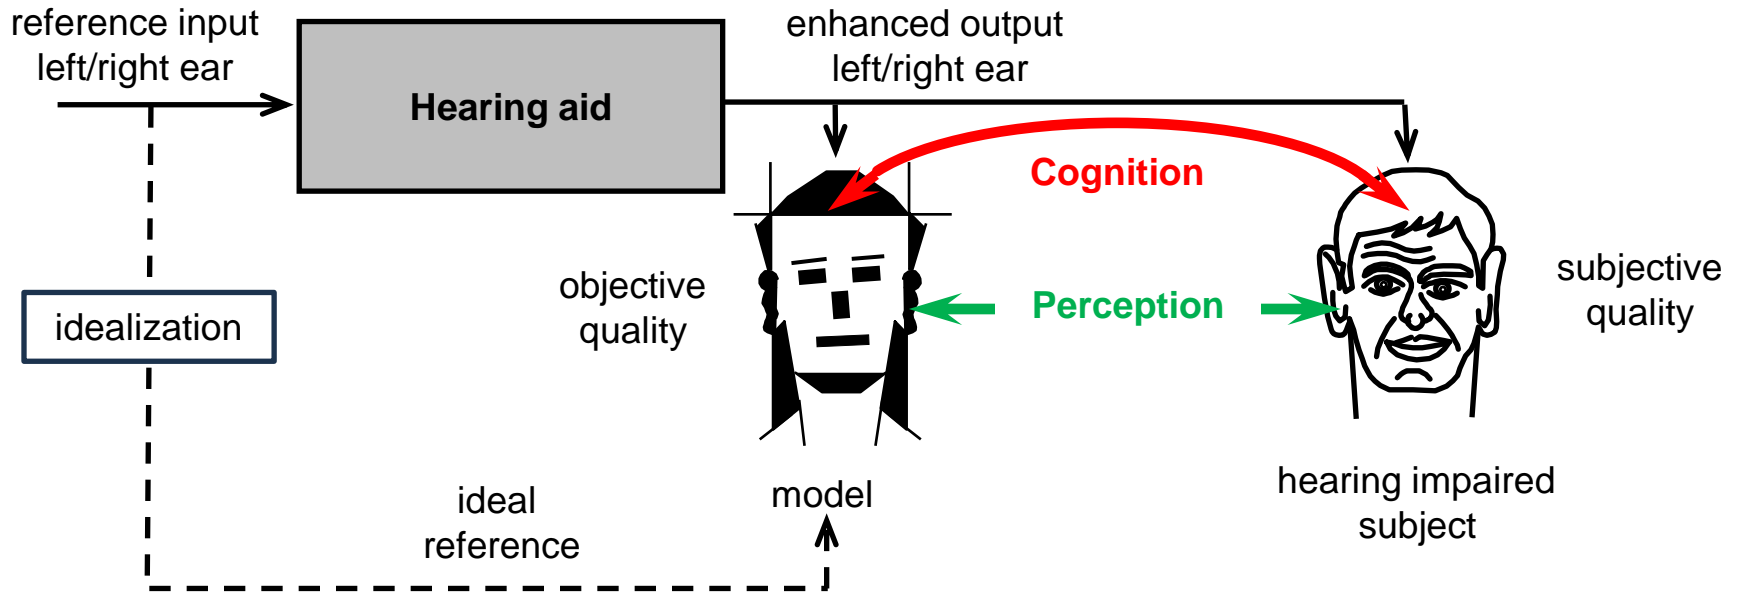 reference input
left/right ear
Hearing aid
enhanced output
left/right ear
Cognition
objective
quality
Perception
subjective
quality
idealization
ideal
reference
model
hearing impaired
subject